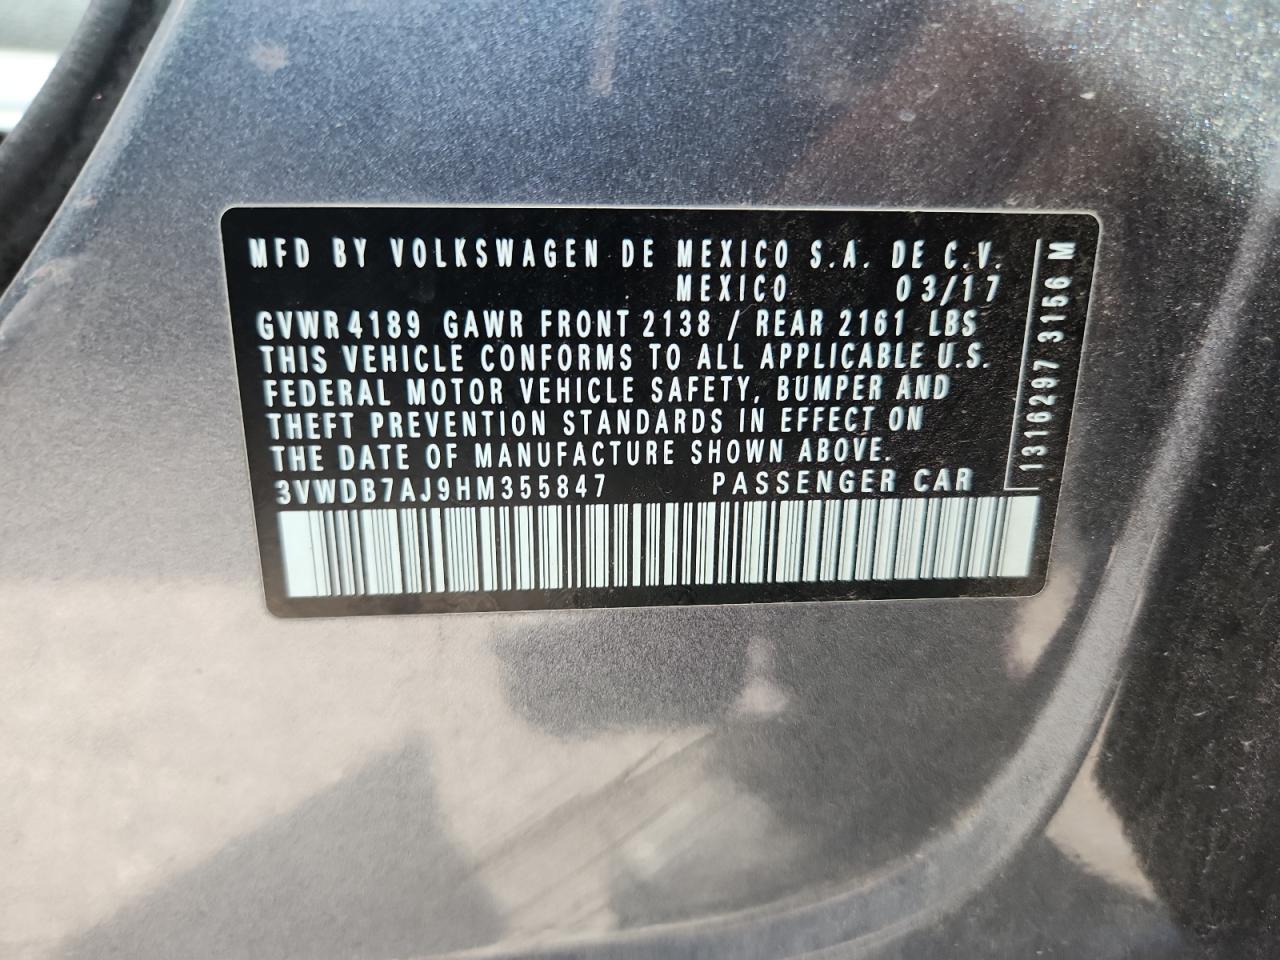 MFD BY VOLKSWAGEN DE MEXICO S.A. DE C.V.
MEXICO 03/17
GVWR 4189 GAWR FRONT 2138 / REAR 2161 LBS
THIS VEHICLE CONFORMS TO ALL APPLICABLE U.S.
FEDERAL MOTOR VEHICLE SAFETY, BUMPER AND
THEFT PREVENTION STANDARDS IN EFFECT ON
THE DATE OF MANUFACTURE SHOWN ABOVE.
3VWDB7AJ9HM355847 PASSENGER CAR
1316297 3156 M